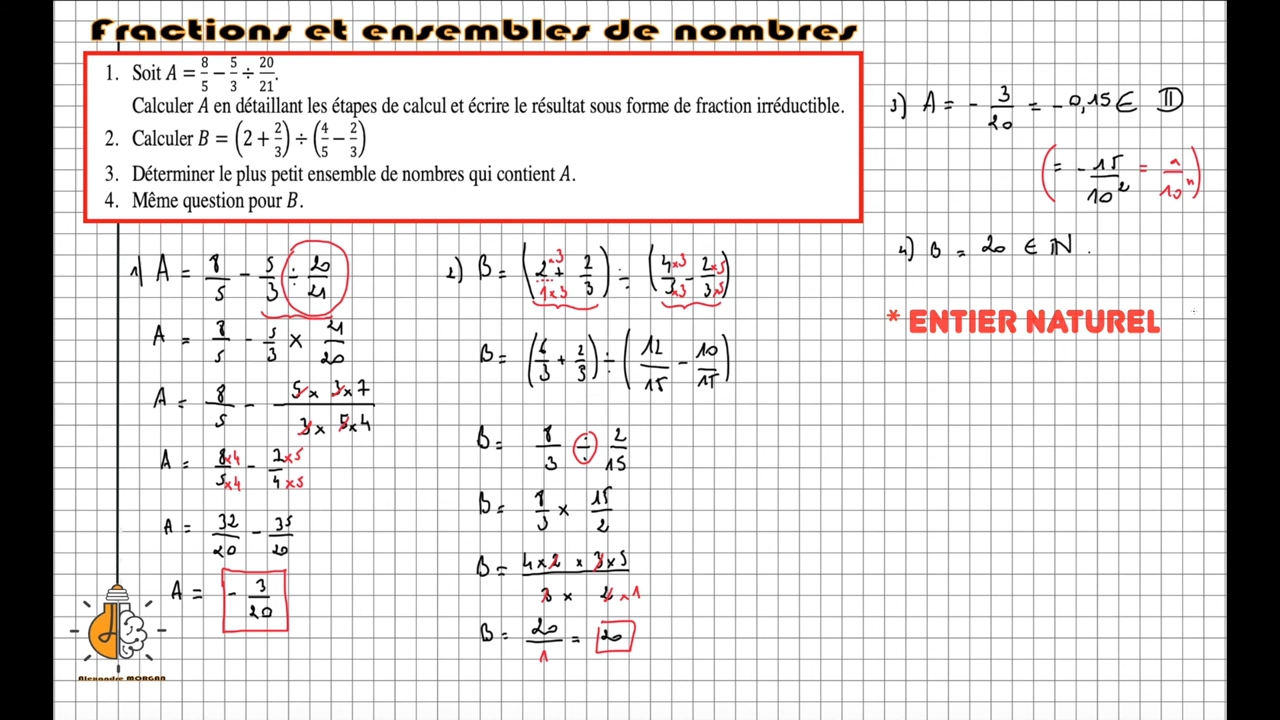 Fractions et ensembles de nombres
1. Soit A = 8/5 − 5/3 ÷ 20/21.
Calculer A en détaillant les étapes de calcul et écrire le résultat sous forme de fraction irréductible.
2. Calculer B = (2 + 2/3) ÷ (4/5 − 2/3)
3. Déterminer le plus petit ensemble de nombres qui contient A.
4. Même question pour B.
1) A = 8/5 - 5/3 ÷ 20/21
A = 8/5 - 5/3 × 21/20
A = 8/5 - (5 × 3 × 7)/(3 × 5 × 4)
A = 8×4/5×4 - 7×5/4×5
A = 32/20 - 35/20
A = - 3/20
2) B = (2×3/1×3 + 2/3) ÷ (4×3/3×3 - 2×5/3×5)
B = (6/3 + 2/3) ÷ (12/15 - 10/15)
B = 8/3 ÷ 2/15
B = 8/3 × 15/2
B = (4 × 2 × 3 × 5)/(3 × 2 × 1)
B = 20/1 = 20
3) A = - 3/20 = - 0,15 ∈ 𝔻
(= - 15/10² = a/10ⁿ)
4) B = 20 ∈ ℕ.
* ENTIER NATUREL
Alexandre MORGAN